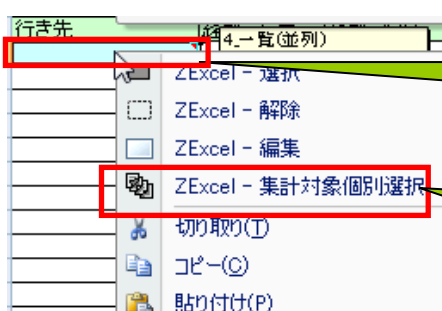 行き先
4_一覧(並列)
ZExcel - 選択
ZExcel - 解除
ZExcel - 編集
ZExcel - 集計対象個別選択
切り取り(T)
コピー(C)
貼り付け(P)